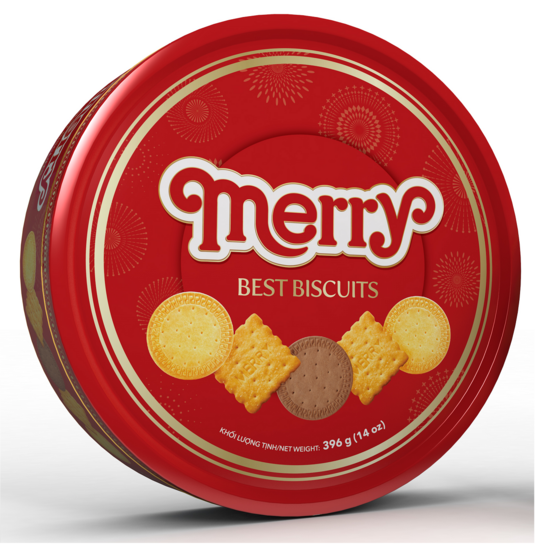 merry
BEST BISCUITS
KHỐI LƯỢNG TỊNH/NET WEIGHT: 396 g (14 oz)